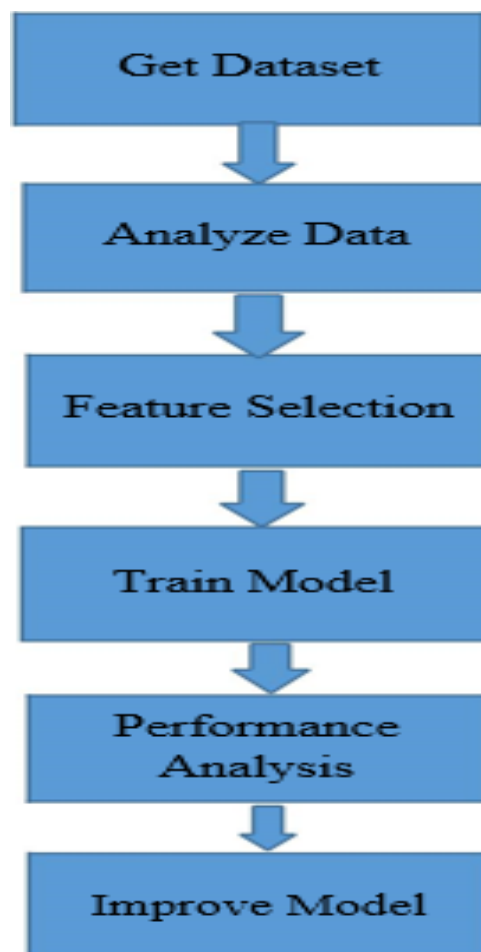 Get Dataset
Analyze Data
Feature Selection
Train Model
Performance
Analysis
Improve Model